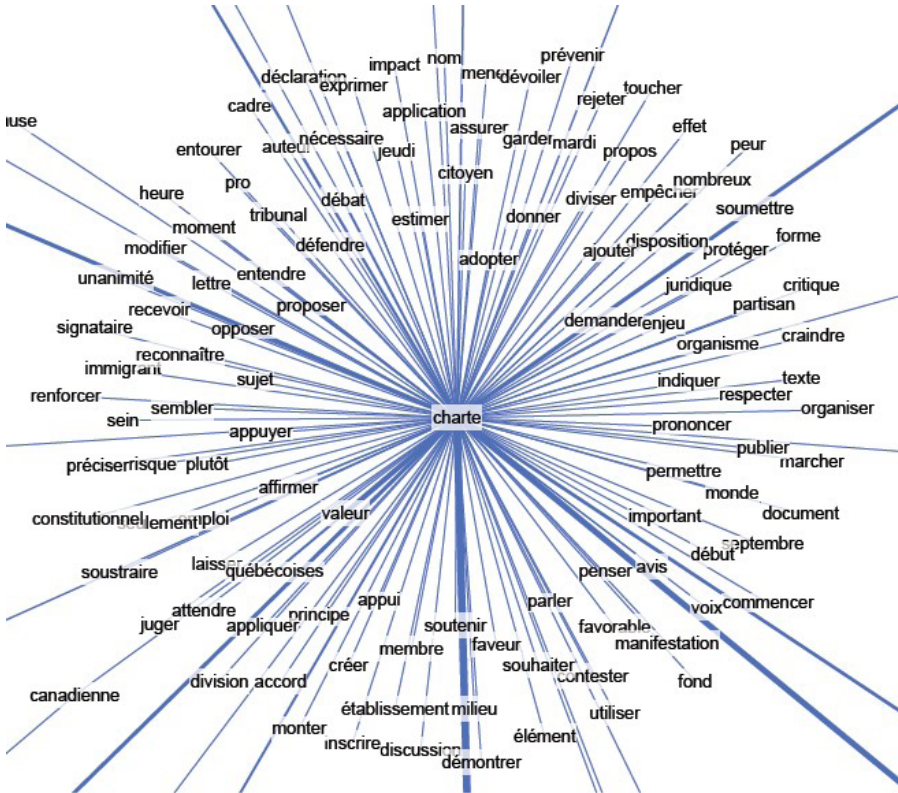 nom
prévenir
impact
déclaration
exprimer
mener
dévoiler
toucher
rejeter
cadre
application
assurer
effet
ause
auteur
nécessaire
jeudi
garder
mardi
propos
peur
entourer
citoyen
nombreux
pro
heure
débat
diviser
empêcher
soumettre
tribunal
estimer
donner
moment
modifier
défendre
adopter
ajouter
disposition
protéger
forme
unanimité
lettre
entendre
juridique
critique
recevoir
proposer
partisan
signataire
opposer
demander
enjeu
organisme
craindre
reconnaître
immigrant
sujet
indiquer
texte
renforcer
respecter
sembler
organiser
sein
charte
appuyer
prononcer
publier
préciser
risque
plutôt
permettre
marcher
affirmer
monde
constitutionnel
seulement
emploi
valeur
important
document
septembre
début
soustraire
laisser
québécoises
penser
avis
attendre
principe
appui
parler
voix
commencer
juger
appliquer
soutenir
favorable
manifestation
membre
faveur
créer
souhaiter
contester
fond
canadienne
division
accord
établissement
milieu
utiliser
monter
inscrire
discussion
élément
démontrer